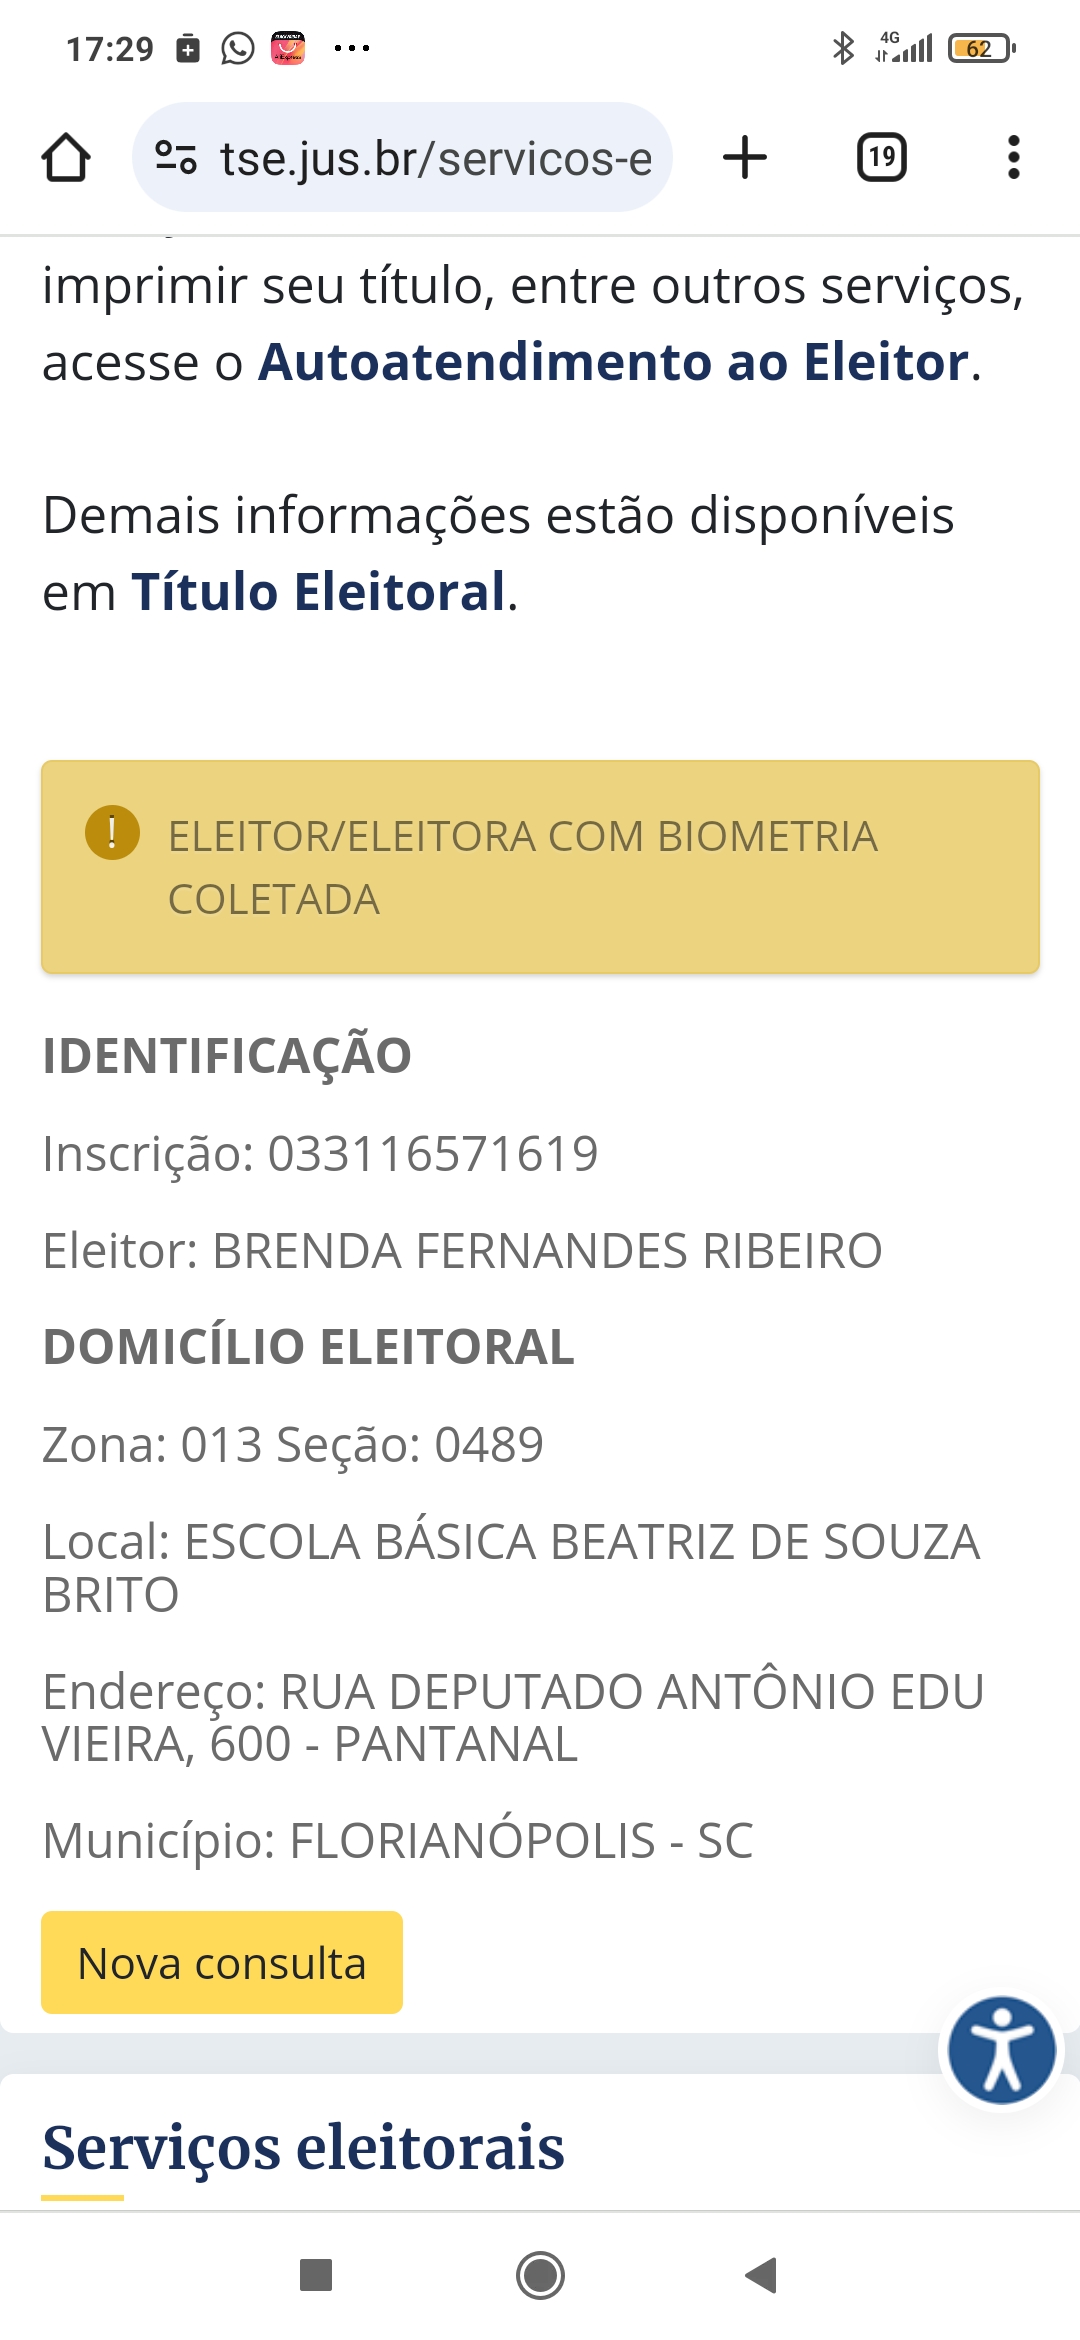 17:29
4G
62
tse.jus.br/servicos-e
19
imprimir seu título, entre outros serviços,
acesse o Autoatendimento ao Eleitor.
Demais informações estão disponíveis
em Título Eleitoral.
ELEITOR/ELEITORA COM BIOMETRIA
COLETADA
IDENTIFICAÇÃO
Inscrição: 033116571619
Eleitor: BRENDA FERNANDES RIBEIRO
DOMICÍLIO ELEITORAL
Zona: 013 Seção: 0489
Local: ESCOLA BÁSICA BEATRIZ DE SOUZA
BRITO
Endereço: RUA DEPUTADO ANTÔNIO EDU
VIEIRA, 600 - PANTANAL
Município: FLORIANÓPOLIS - SC
Nova consulta
Serviços eleitorais